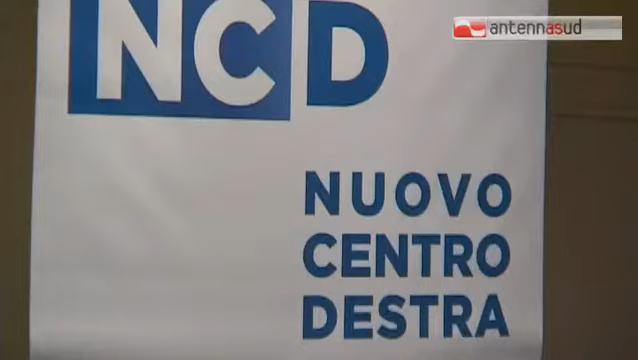 NCD
antennasud
NUOVO
CENTRO
DESTRA